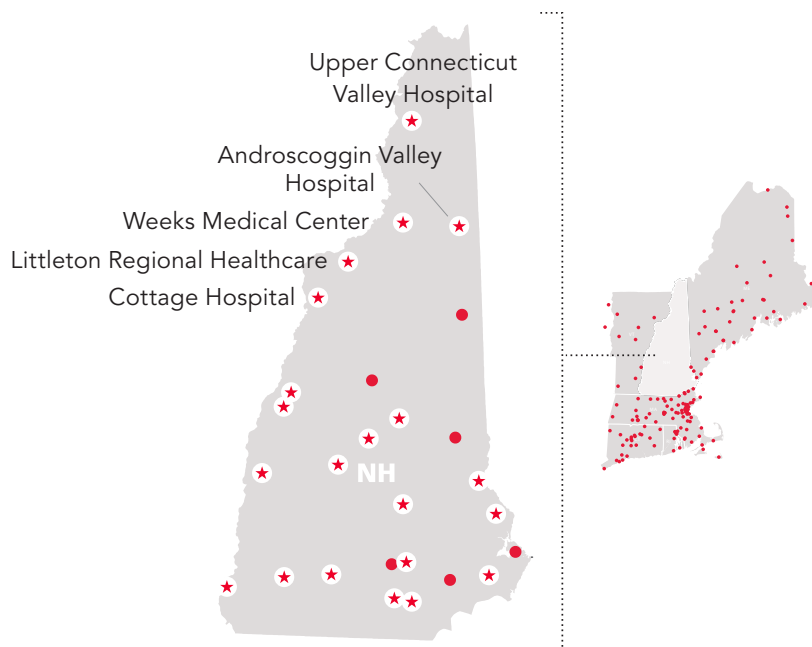 Upper Connecticut
Valley Hospital
Androscoggin Valley
Hospital
Weeks Medical Center
Littleton Regional Healthcare
Cottage Hospital
NH